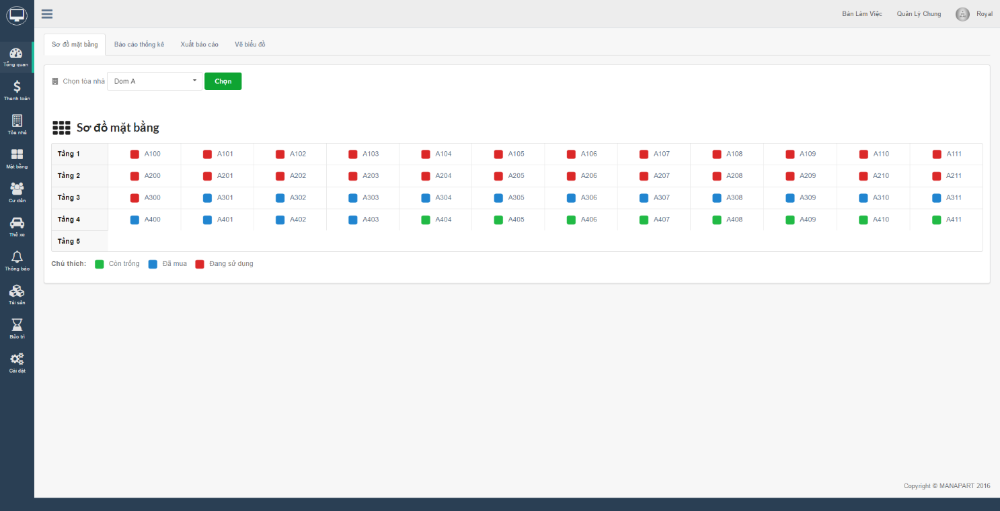 Bàn Làm Việc Quản Lý Chung Royal
Sơ đồ mặt bằng Báo cáo thống kê Xuất báo cáo Vẽ biểu đồ
Chọn tòa nhà Dom A Chọn
Sơ đồ mặt bằng
Tầng 1 A100 A101 A102 A103 A104 A105 A106 A107 A108 A109 A110 A111
Tầng 2 A200 A201 A202 A203 A204 A205 A206 A207 A208 A209 A210 A211
Tầng 3 A300 A301 A302 A303 A304 A305 A306 A307 A308 A309 A310 A311
Tầng 4 A400 A401 A402 A403 A404 A405 A406 A407 A408 A409 A410 A411
Tầng 5
Chú thích: Còn trống Đã mua Đang sử dụng
Tổng quan
Thanh toán
Tòa nhà
Mặt bằng
Cư dân
Thẻ xe
Thông báo
Tài sản
Bảo trì
Cài đặt
Copyright © MANAPART 2016